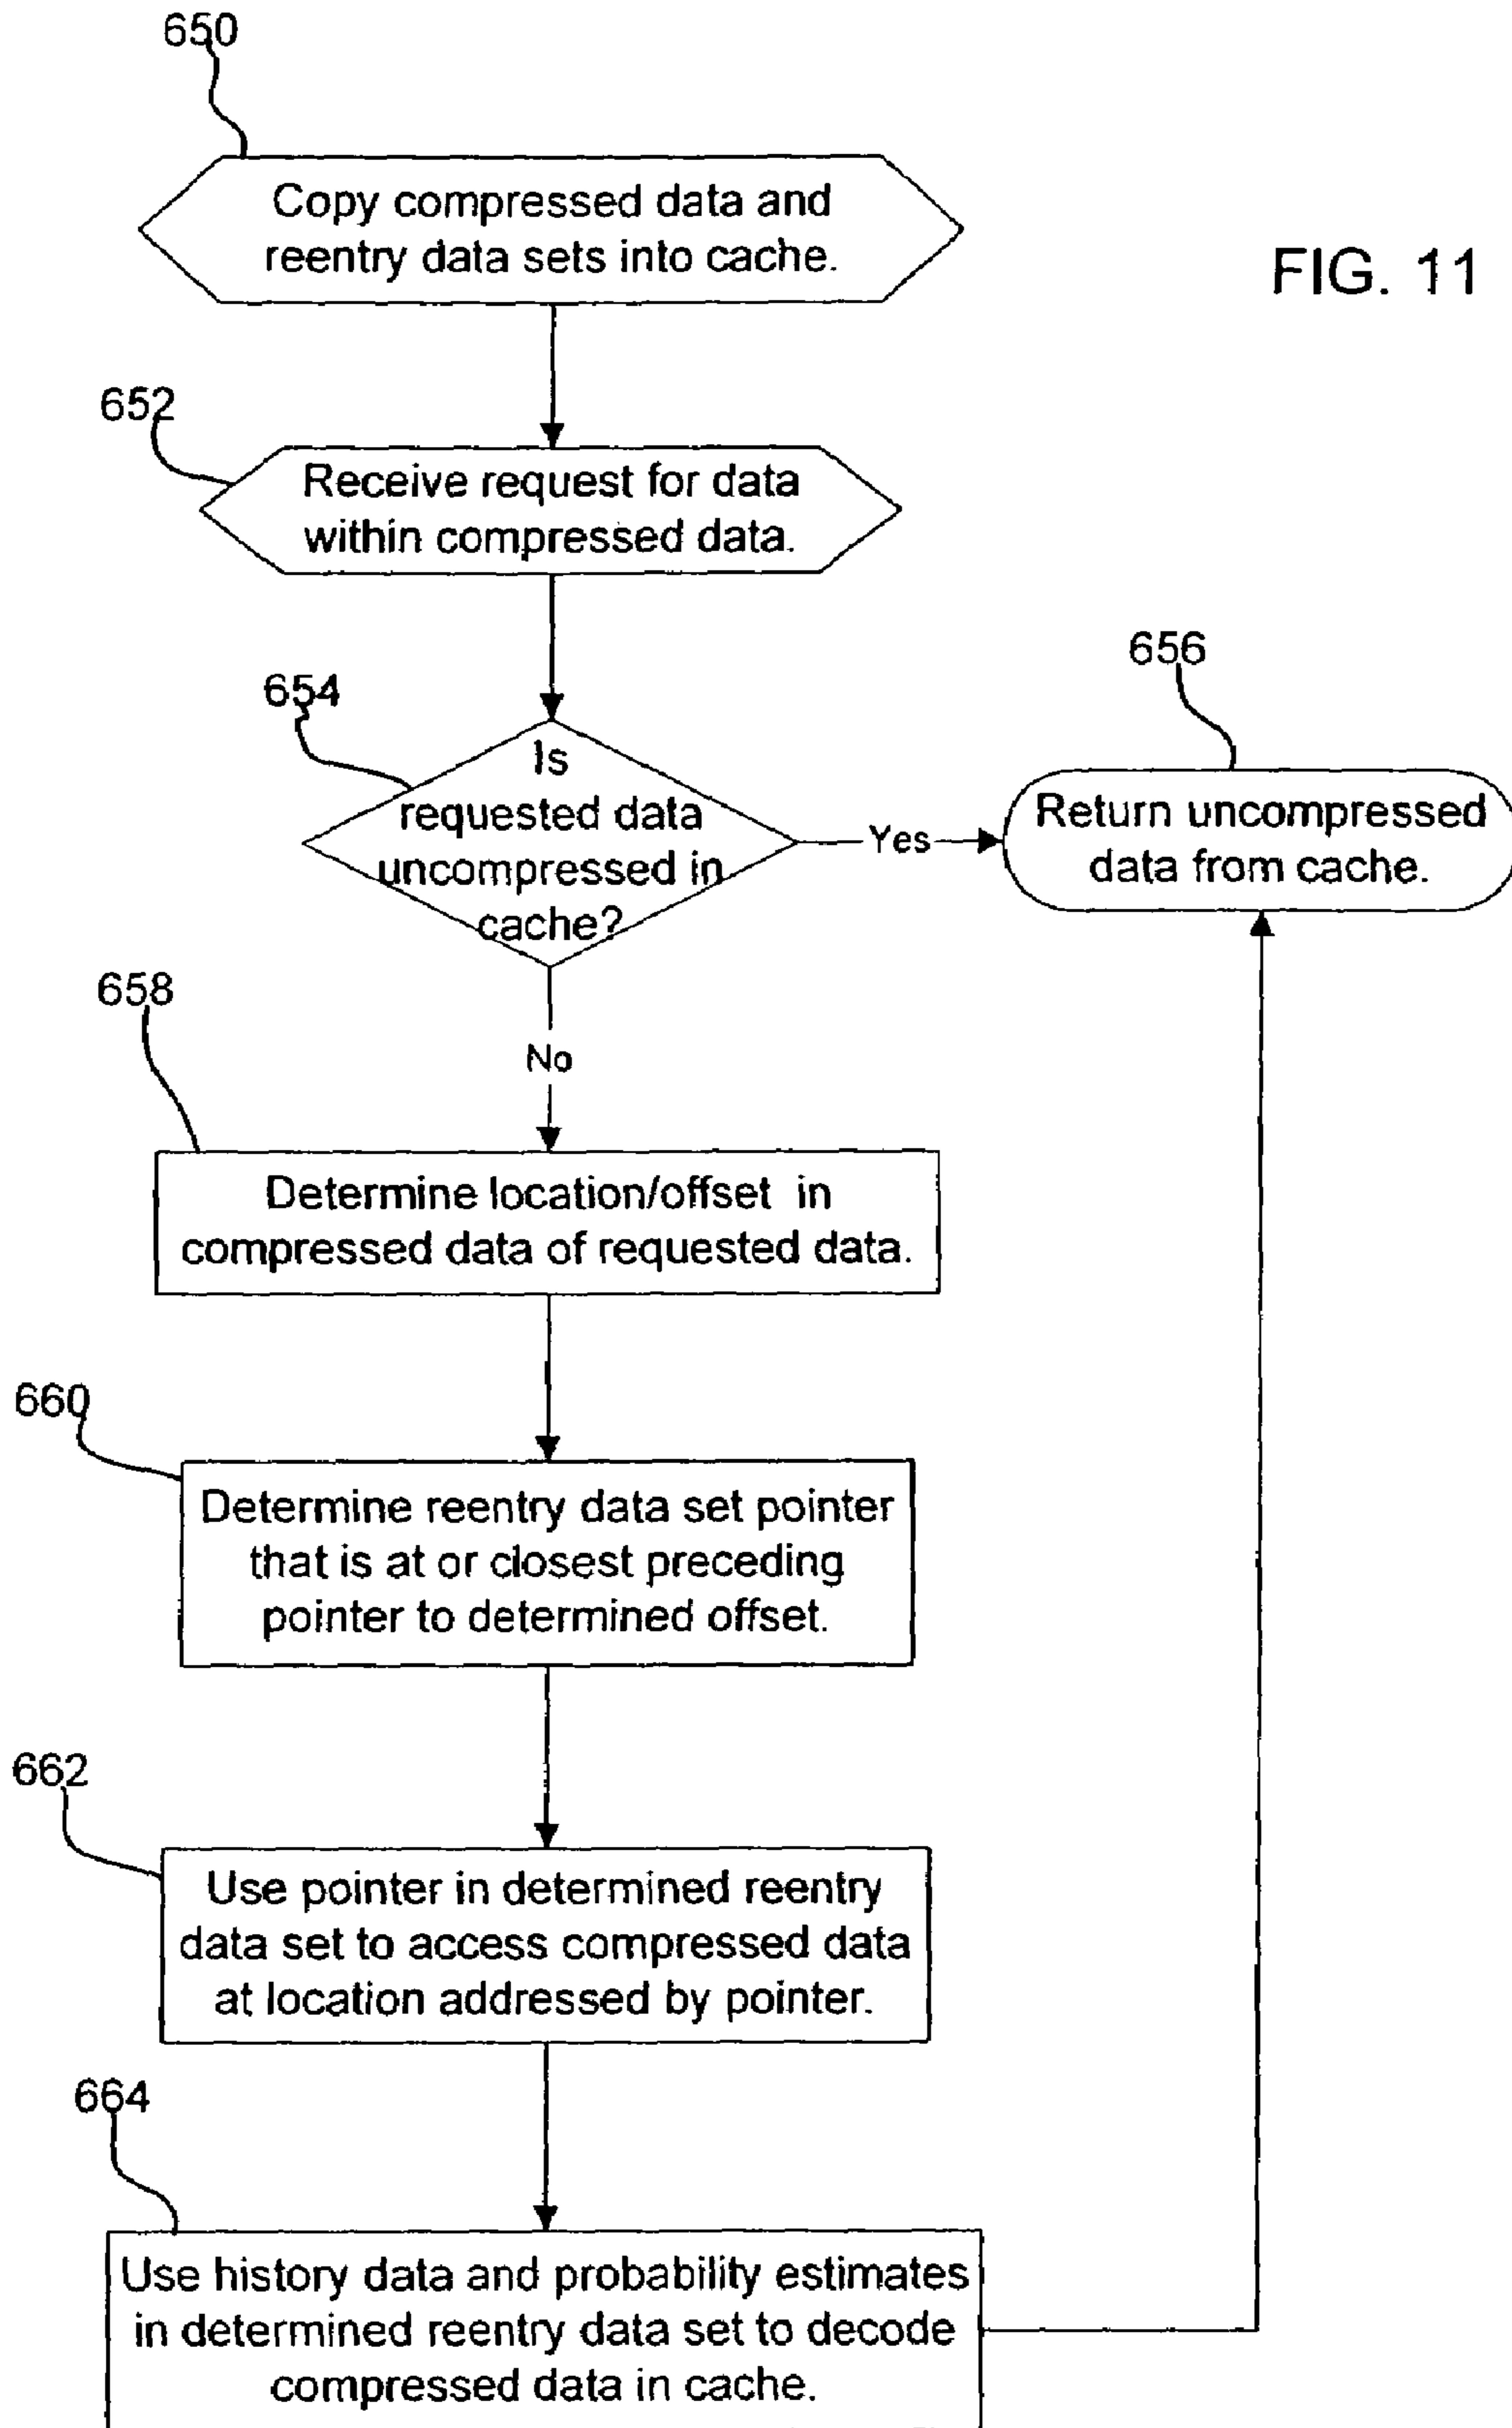 650
Copy compressed data and
reentry data sets into cache.
FIG. 11
652
Receive request for data
within compressed data.
654
Is
requested data
uncompressed in
cache?
Yes
656
Return uncompressed
data from cache.
No
658
Determine location/offset in
compressed data of requested data.
660
Determine reentry data set pointer
that is at or closest preceding
pointer to determined offset.
662
Use pointer in determined reentry
data set to access compressed data
at location addressed by pointer.
664
Use history data and probability estimates
in determined reentry data set to decode
compressed data in cache.